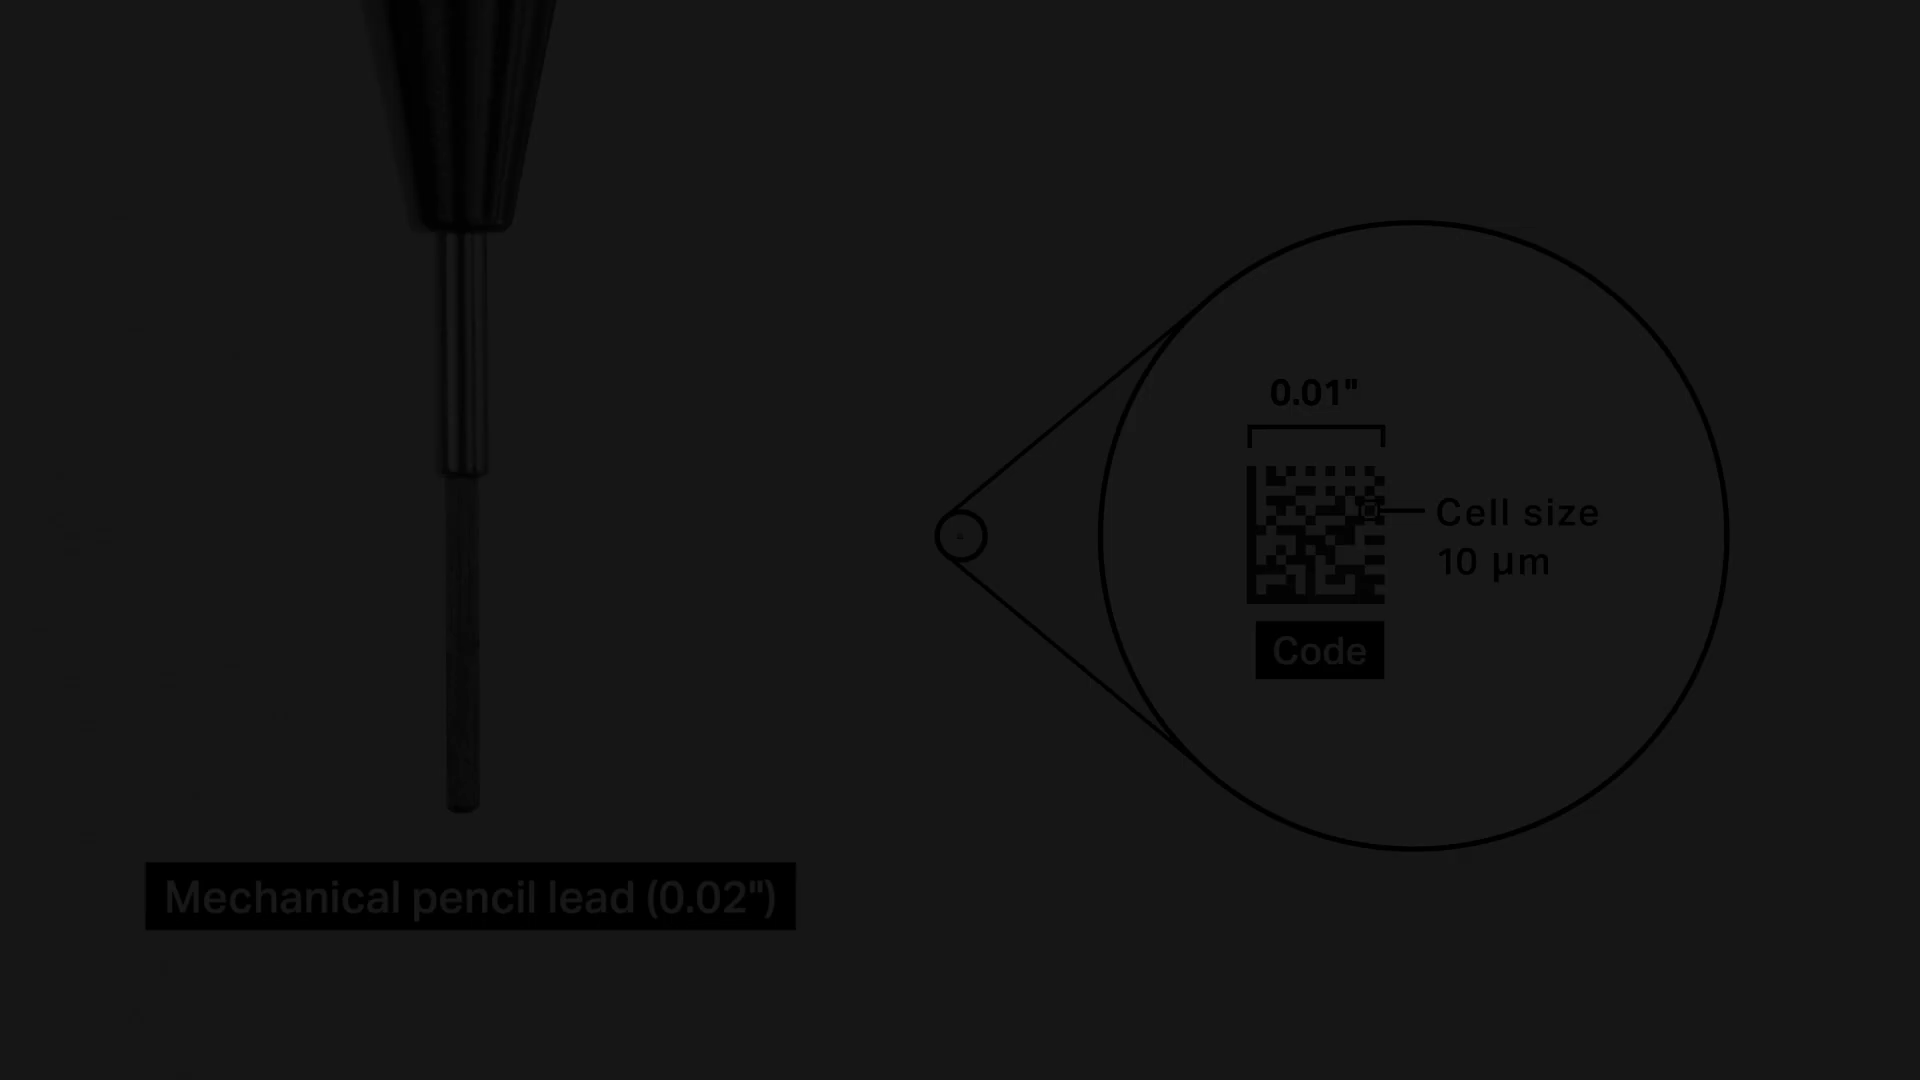 0.01"
Cell size
10 µm
Code
Mechanical pencil lead (0.02")